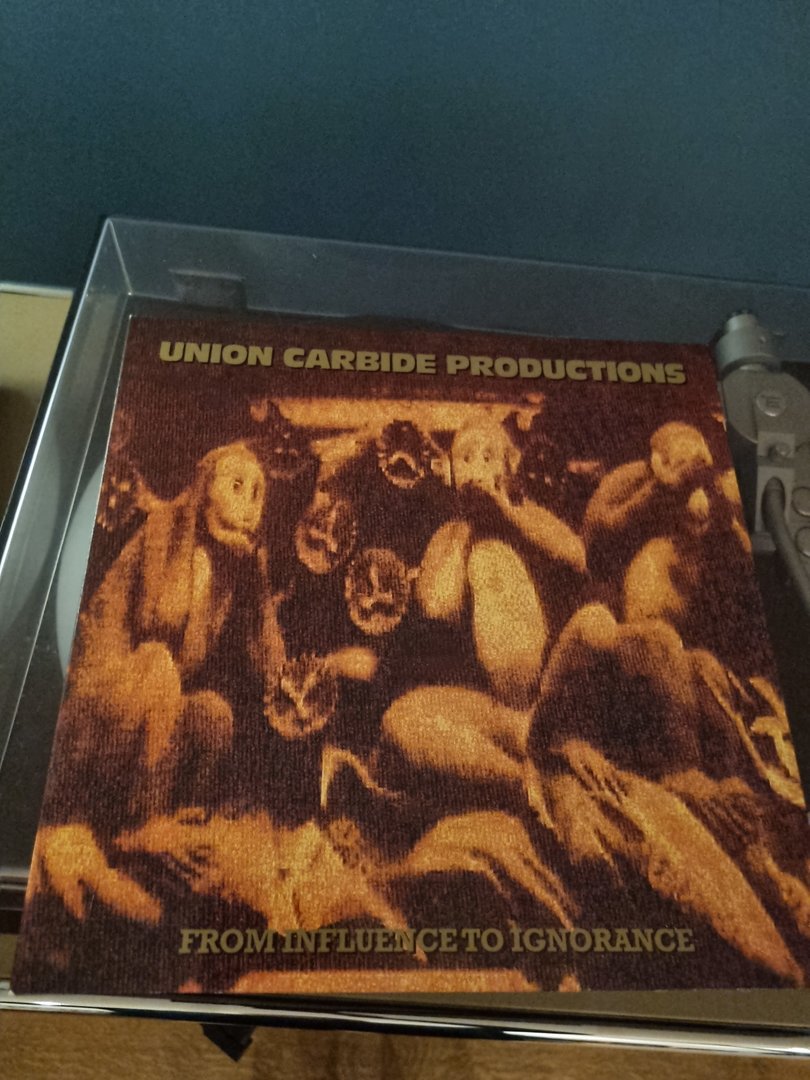 UNION CARBIDE PRODUCTIONS
FROM INFLUENCE TO IGNORANCE